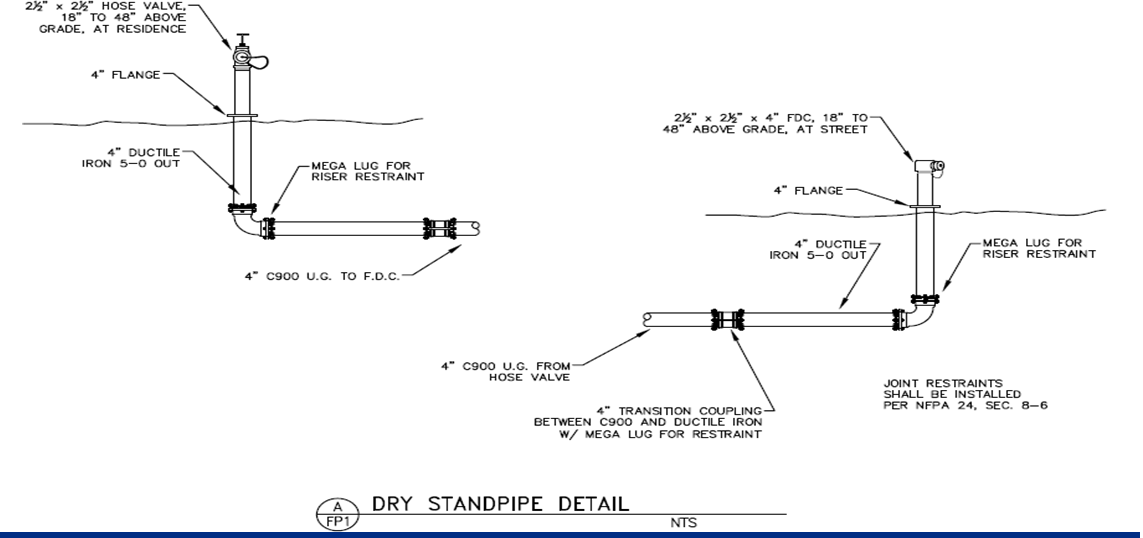 2½" x 2½" HOSE VALVE,
18" TO 48" ABOVE
GRADE, AT RESIDENCE
4" FLANGE
4" DUCTILE
IRON 5-0 OUT
MEGA LUG FOR
RISER RESTRAINT
4" C900 U.G. TO F.D.C.
2½" x 2½" x 4" FDC, 18" TO
48" ABOVE GRADE, AT STREET
4" FLANGE
4" DUCTILE
IRON 5-0 OUT
MEGA LUG FOR
RISER RESTRAINT
4" C900 U.G. FROM
HOSE VALVE
4" TRANSITION COUPLING
BETWEEN C900 AND DUCTILE IRON
W/ MEGA LUG FOR RESTRAINT
JOINT RESTRAINTS
SHALL BE INSTALLED
PER NFPA 24, SEC. 8-6
A
FP1
DRY STANDPIPE DETAIL
NTS